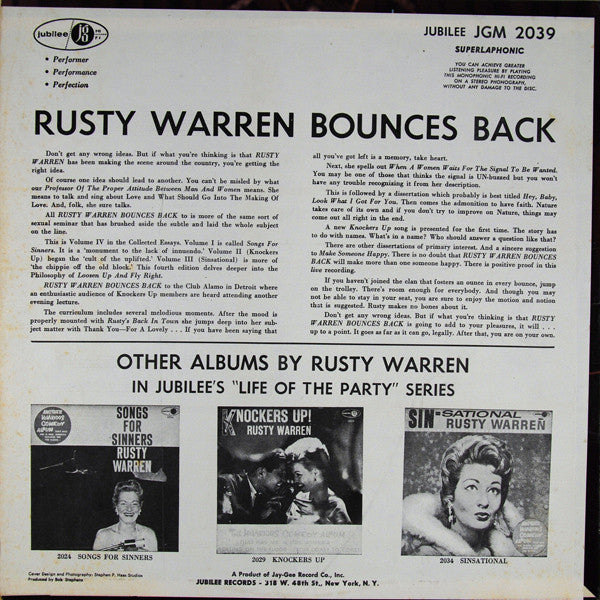 jubilee jg HI FI
JUBILEE JGM 2039
SUPERLAPHONIC
YOU CAN ACHIEVE GREATER
LISTENING PLEASURE BY PLAYING
THIS MONOPHONIC HI-FI RECORDING
ON A STEREO PHONOGRAPH,
WITHOUT ANY DAMAGE TO THE DISC.
• Performer
• Performance
• Perfection
RUSTY WARREN BOUNCES BACK
Don't get any wrong ideas. But if what you're thinking is that RUSTY
WARREN has been making the scene around the country, you're getting the
right idea.
Of course one idea should lead to another. You can't be misled by what
our Professor Of The Proper Attitude Between Man And Women means. She
means to talk and sing about Love and What Should Go Into The Making Of
Love. And, folk, she sure talks.
All RUSTY WARREN BOUNCES BACK to is more of the same sort of
sexual seminar that has brushed aside the subtle and laid the whole subject
on the line.
This is Volume IV in the Collected Essays. Volume I is called Songs For
Sinners. It is a 'monument to the lack of innuendo.' Volume II (Knockers
Up) began the 'cult of the uplifted.' Volume III (Sinsational) is more of
'the chippie off the old block.' This fourth edition delves deeper into the
Philosophy of Loosen Up And Fly Right.
RUSTY WARREN BOUNCES BACK to the Club Alamo in Detroit where
an enthusiastic audience of Knockers Up members are heard attending another
evening lecture.
The curriculum includes several melodious moments. After the mood is
properly mounted with Rusty's Back In Town she jumps deep into her sub-
ject matter with Thank You—For A Lovely . . . If you have been saying that
all you've got left is a memory, take heart.
Next, she spells out When A Women Waits For The Signal To Be Wanted.
You may be one of those that thinks the signal is UN-bussed but you won't
have any trouble recognizing it from her description.
This is followed by a dissertation which probably is best titled Hey, Baby,
Look What I Got For You. Then comes the admonition to have faith. Nature
takes care of its own and if you don't try to improve on Nature, things may
come out all right in the end.
A new Knockers Up song is presented for the first time. The story has
to do with names. What's in a name? Who should answer a question like that?
There are other dissertations of primary interest. And a sincere suggestion
to Make Someone Happy. There is no doubt that RUSTY WARREN BOUNCES
BACK will make more than one someone happy. There is positive proof in this
live recording.
If you haven't joined the clan that fosters an ounce in every bounce, jump
on the trolley. There's room enough for everybody. And though you may
not be able to stay in your seat, you are sure to enjoy the motion and notion
that is suggested. Rusty makes no bones about it.
Don't get any wrong ideas. But if what you're thinking is that RUSTY
WARREN BOUNCES BACK is going to add to your pleasures, it will . . .
up to a point. It goes as far as it can go, legally. After that, you are on your own.
OTHER ALBUMS BY RUSTY WARREN
IN JUBILEE'S "LIFE OF THE PARTY" SERIES
ANOTHER
HILARIOUS
COMEDY
ALBUM
SONGS
FOR
SINNERS
RUSTY
WARREN
KNOCKERS UP!
RUSTY WARREN
SIN-SATIONAL
RUSTY WARREN
2024 SONGS FOR SINNERS
2029 KNOCKERS UP
2034 SINSATIONAL
Cover Design and Photography: Stephen P. Haas Studios
Produced by Bob Stephens
A Product of Jay-Gee Record Co., Inc.
JUBILEE RECORDS - 318 W. 48th St., New York, N. Y.